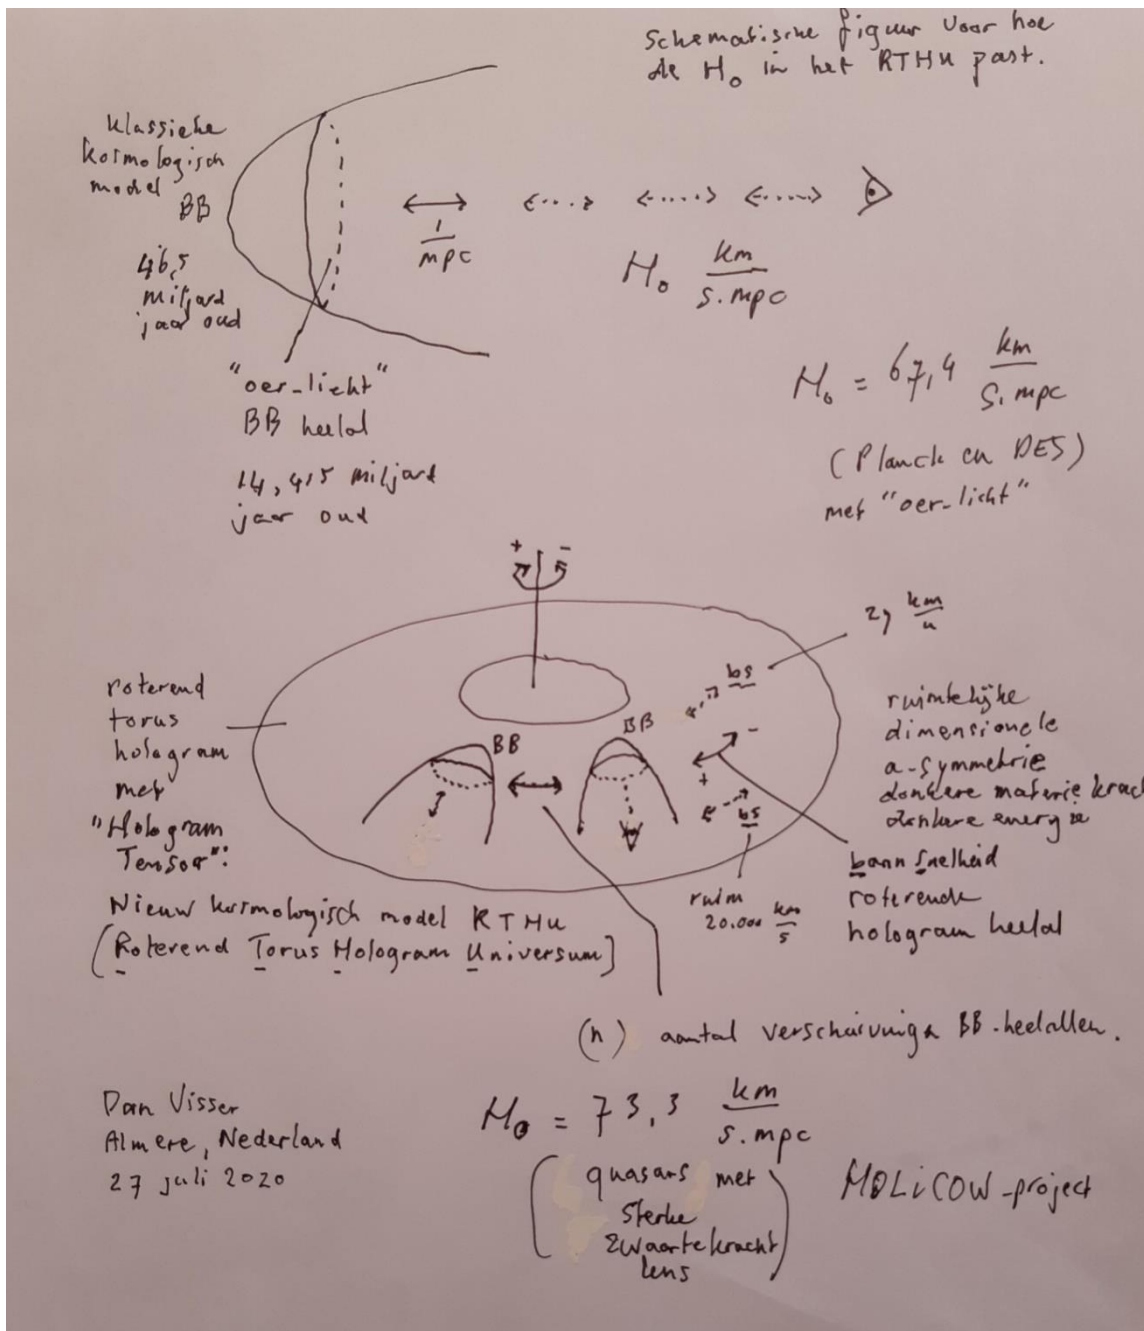 Schematische figuur voor hoe
de H₀ in het RTHU past.
klassieke
kosmologisch
model
BB
46,5
miljard
jaar oud
1
mpc
H₀ km
s.mpc
"oer-licht"
BB heelal
14,415 miljard
jaar oud
H₀ = 67,4 km
s.mpc
(Planck en DES)
met "oer-licht"
+ -
km
u
bs
roterend
torus
hologram
met
"Hologram
Tensor":
BB
BB
-
+
bs
ruimtelijke
dimensionele
a-symmetrie
donkere materie krac
donkere energie
baan snelheid
roterende
hologram heelal
ruim
20.000 km
s
Nieuw kosmologisch model RTHU
(Roterend Torus Hologram Universum)
(n) aantal verschuivingen BB-heelallen.
Dan Visser
Almere, Nederland
27 juli 2020
H₀ = 73,3 km
s.mpc
(quasars met
sterke
zwaartekracht
lens)
HOLiCOW-project